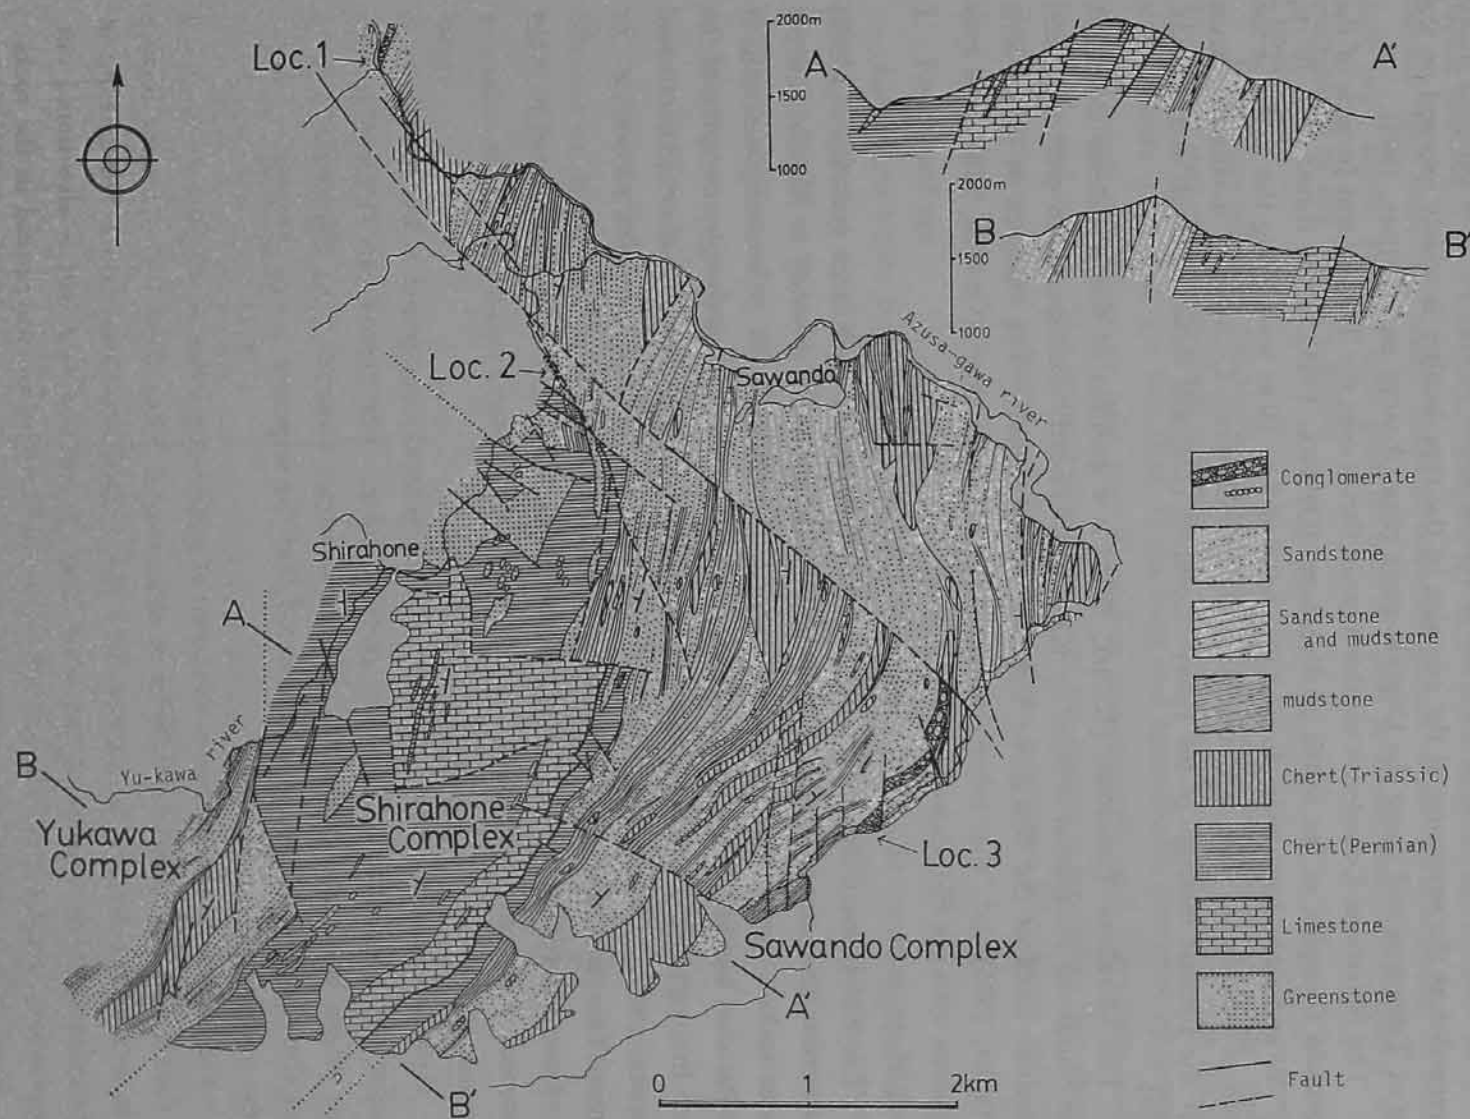 Loc. 1
Loc. 2
Loc. 3
Sawando
Azusa-gawa river
Shirahone
A
B
Yu-kawa river
Yukawa
Complex
Shirahone
Complex
Sawando Complex
A'
B'
0 1 2km
2000m
1500
1000
A
A'
2000m
1500
1000
B
B'
Conglomerate
Sandstone
Sandstone
and mudstone
mudstone
Chert(Triassic)
Chert(Permian)
Limestone
Greenstone
Fault